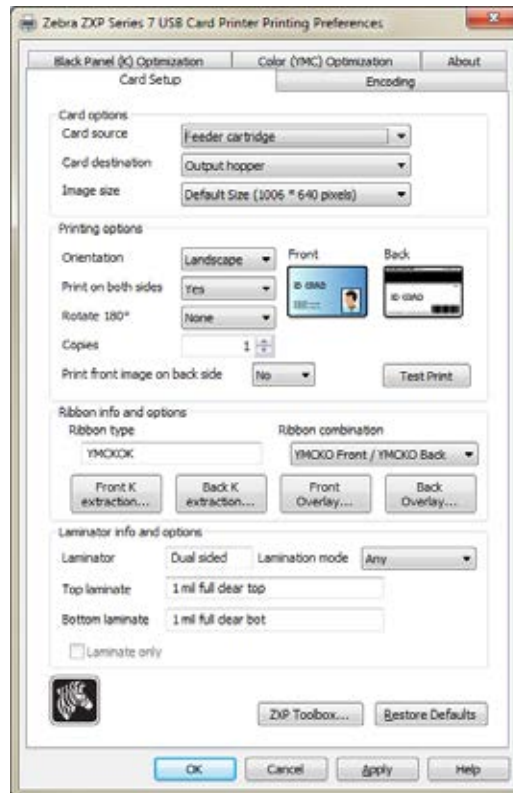 Zebra ZXP Series 7 USB Card Printer Printing Preferences
Black Panel (K) Optimization Color (YMC) Optimization About
Card Setup Encoding
Card options
Card source Feeder cartridge
Card destination Output hopper
Image size Default Size (1006 * 640 pixels)
Printing options
Orientation Landscape Front Back
ID CARD ID CARD
Print on both sides Yes
Rotate 180° None
Copies 1
Print front image on back side No Test Print
Ribbon info and options
Ribbon type Ribbon combination
YMCKOK YMCKO Front / YMCKO Back
Front K Back K Front Back
extraction... extraction... Overlay... Overlay...
Laminator info and options
Laminator Dual sided Lamination mode Any
Top laminate 1 mil full clear top
Bottom laminate 1 mil full clear bot
Laminate only
ZXP Toolbox... Restore Defaults
OK Cancel Apply Help